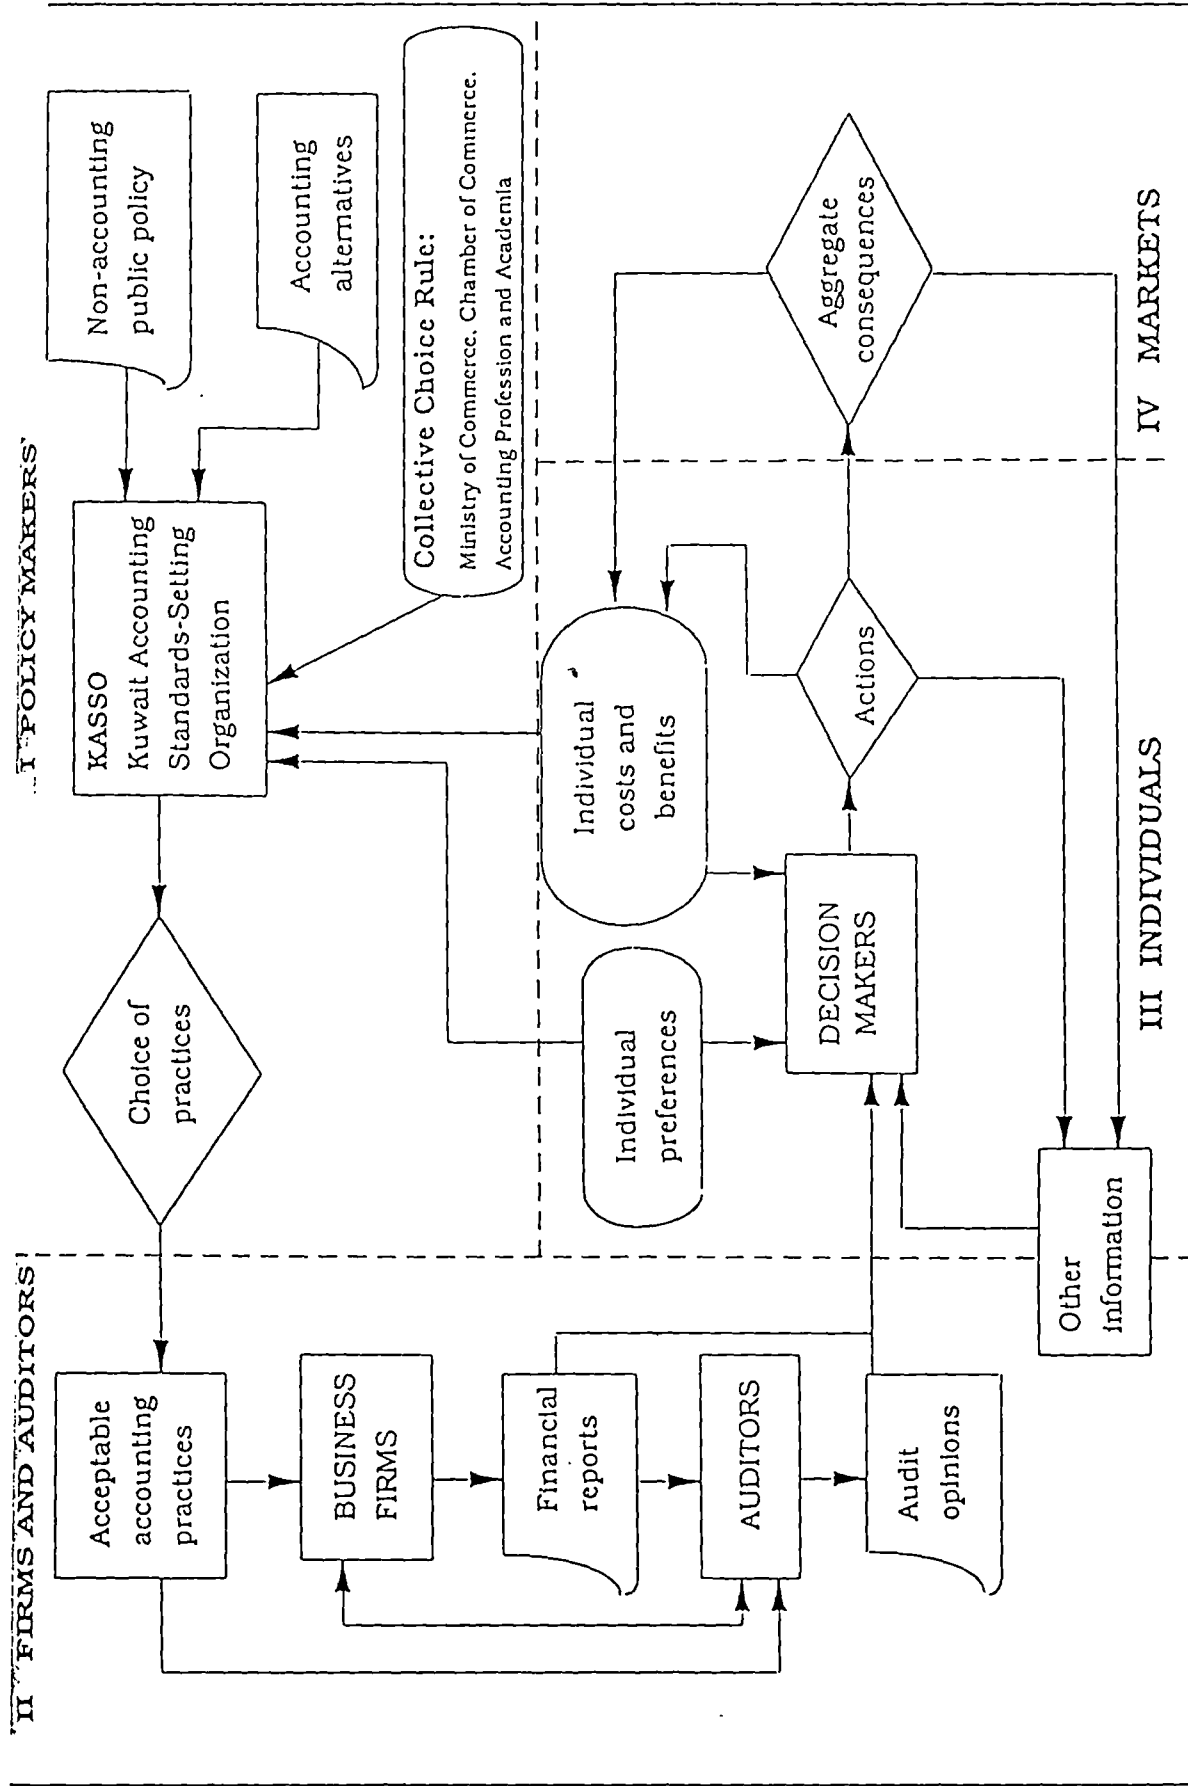 II FIRMS AND AUDITORS
I POLICY MAKERS
Acceptable
accounting
practices
Choice of
practices
KASSO
Kuwait Accounting
Standards-Setting
Organization
Non-accounting
public policy
Accounting
alternatives
BUSINESS
FIRMS
Collective Choice Rule:
Ministry of Commerce, Chamber of Commerce.
Accounting Profession and Academia
Financial
reports
Individual
preferences
Individual
costs and
benefits
AUDITORS
DECISION
MAKERS
Actions
Aggregate
consequences
Audit
opinions
Other
information
III INDIVIDUALS
IV MARKETS